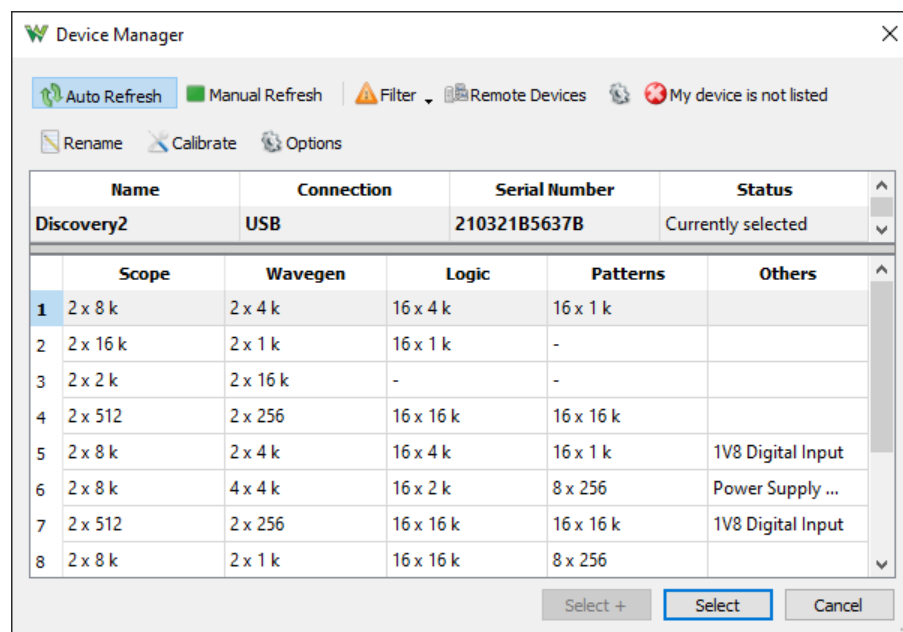 Device Manager
Auto Refresh Manual Refresh Filter Remote Devices My device is not listed
Rename Calibrate Options
Name Connection Serial Number Status
Discovery2 USB 210321B5637B Currently selected
Scope Wavegen Logic Patterns Others
1 2 x 8 k 2 x 4 k 16 x 4 k 16 x 1 k
2 2 x 16 k 2 x 1 k 16 x 1 k -
3 2 x 2 k 2 x 16 k - -
4 2 x 512 2 x 256 16 x 16 k 16 x 16 k
5 2 x 8 k 2 x 4 k 16 x 4 k 16 x 1 k 1V8 Digital Input
6 2 x 8 k 4 x 4 k 16 x 2 k 8 x 256 Power Supply ...
7 2 x 512 2 x 256 16 x 16 k 16 x 16 k 1V8 Digital Input
8 2 x 8 k 2 x 1 k 16 x 16 k 8 x 256
Select + Select Cancel